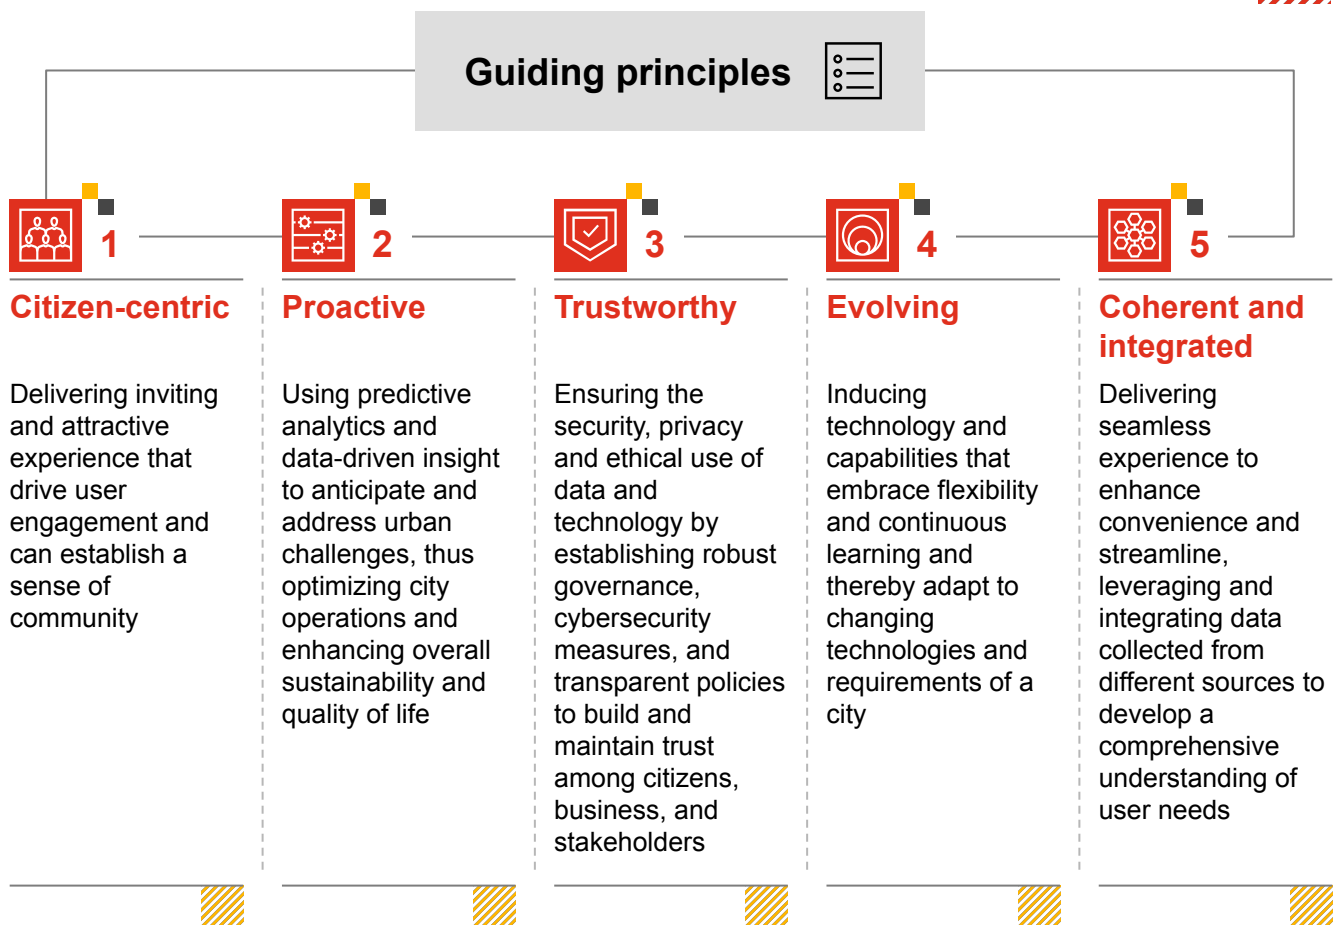 Guiding principles
1
Citizen-centric
Delivering inviting
and attractive
experience that
drive user
engagement and
can establish a
sense of
community
2
Proactive
Using predictive
analytics and
data-driven insight
to anticipate and
address urban
challenges, thus
optimizing city
operations and
enhancing overall
sustainability and
quality of life
3
Trustworthy
Ensuring the
security, privacy
and ethical use of
data and
technology by
establishing robust
governance,
cybersecurity
measures, and
transparent policies
to build and
maintain trust
among citizens,
business, and
stakeholders
4
Evolving
Inducing
technology and
capabilities that
embrace flexibility
and continuous
learning and
thereby adapt to
changing
technologies and
requirements of a
city
5
Coherent and
integrated
Delivering
seamless
experience to
enhance
convenience and
streamline,
leveraging and
integrating data
collected from
different sources to
develop a
comprehensive
understanding of
user needs